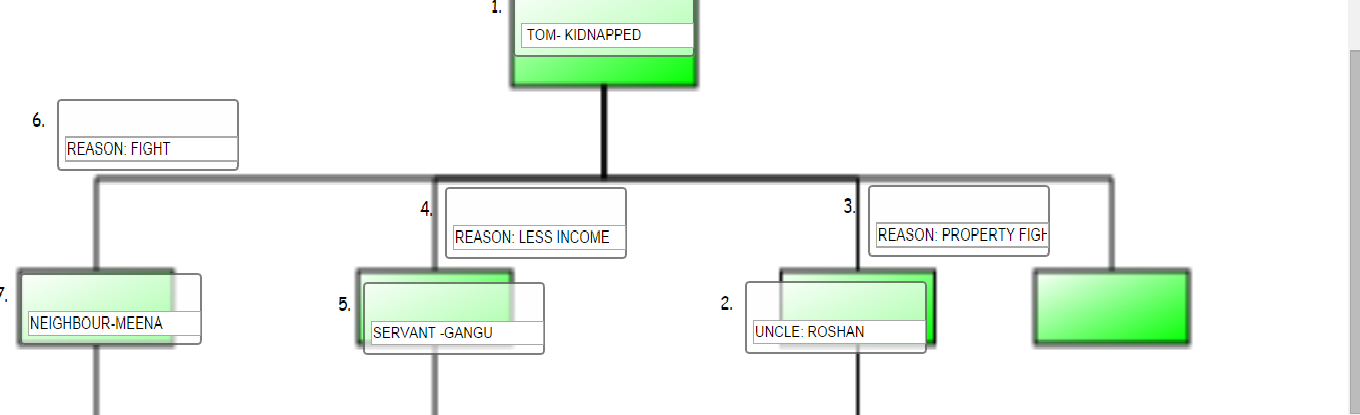 1.
TOM- KIDNAPPED
6.
REASON: FIGHT
4.
REASON: LESS INCOME
3.
REASON: PROPERTY FIGH
7.
NEIGHBOUR-MEENA
5.
SERVANT -GANGU
2.
UNCLE: ROSHAN